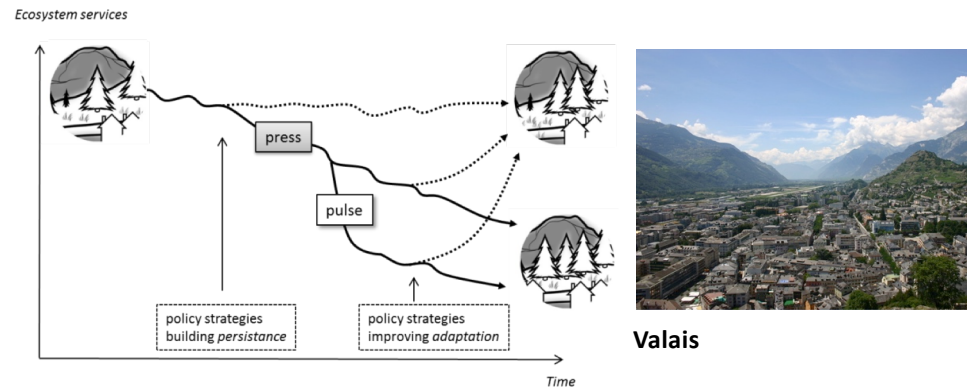 Ecosystem services
press
pulse
policy strategies
building persistance
policy strategies
improving adaptation
Time
Valais